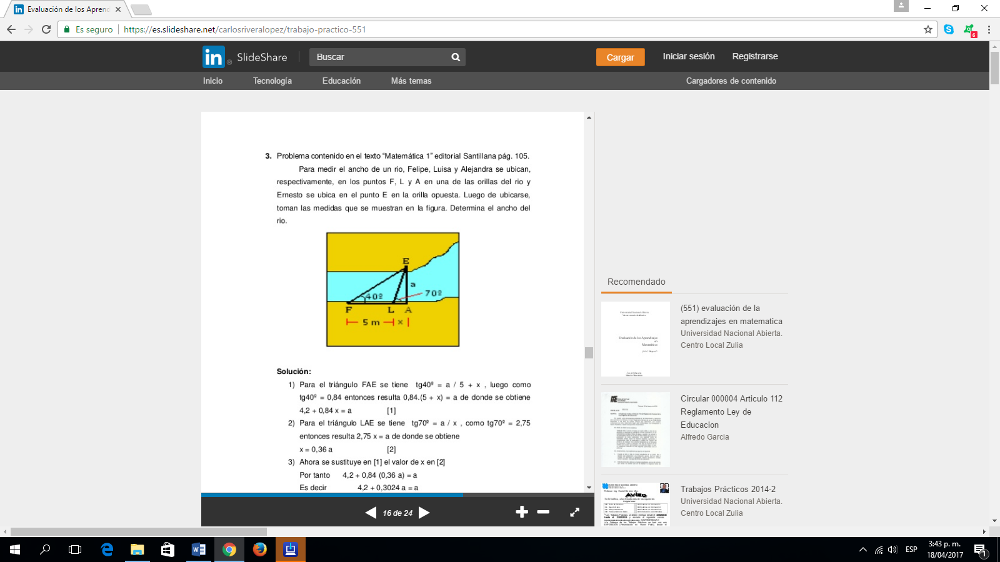 Evaluación de los Aprend
Es seguro
https://es.slideshare.net/carlosriveralopez/trabajo-practico-551
6
in
SlideShare
Buscar
Cargar
Iniciar sesión
Registrarse
Inicio
Tecnología
Educación
Más temas
Cargadores de contenido
3. Problema contenido en el texto “Matemática 1” editorial Santillana pág. 105.
Para medir el ancho de un rio, Felipe, Luisa y Alejandra se ubican,
respectivamente, en los puntos F, L y A en una de las orillas del rio y
Ernesto se ubica en el punto E en la orilla opuesta. Luego de ubicarse,
toman las medidas que se muestran en la figura. Determina el ancho del
rio.
E
a
40º
70º
F L A
5 m x
Solución:
1) Para el triángulo FAE se tiene tg40º = a / 5 + x , luego como
tg40º = 0,84 entonces resulta 0,84.(5 + x) = a de donde se obtiene
4,2 + 0,84 x = a [1]
2) Para el triángulo LAE se tiene tg70º = a / x , como tg70º = 2,75
entonces resulta 2,75 x = a de donde se obtiene
x = 0,36 a [2]
3) Ahora se sustituye en [1] el valor de x en [2]
Por tanto 4,2 + 0,84 (0,36 a) = a
Es decir 4,2 + 0,3024 a = a
16 de 24
Recomendado
(551) evaluación de la
aprendizajes en matematica
Universidad Nacional Abierta.
Centro Local Zulia
Circular 000004 Articulo 112
Reglamento Ley de
Educacion
Alfredo Garcia
Aviso
Trabajos Prácticos 2014-2
Universidad Nacional Abierta.
Centro Local Zulia
ESP
3:43 p. m.
18/04/2017
1